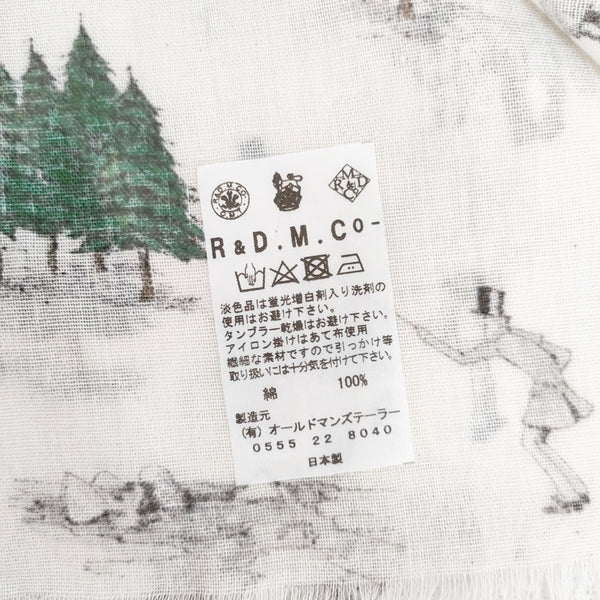 R & D . M . Co -
淡色品は蛍光増白剤入り洗剤の
使用はお避け下さい。
タンブラー乾燥はお避け下さい。
アイロン掛けはあて布使用
繊細な素材ですので引っかけ等
取り扱いには十分気を付けて下さい。
綿 100%
製造元
(有) オールドマンズテーラー
0555 22 8040
日本製